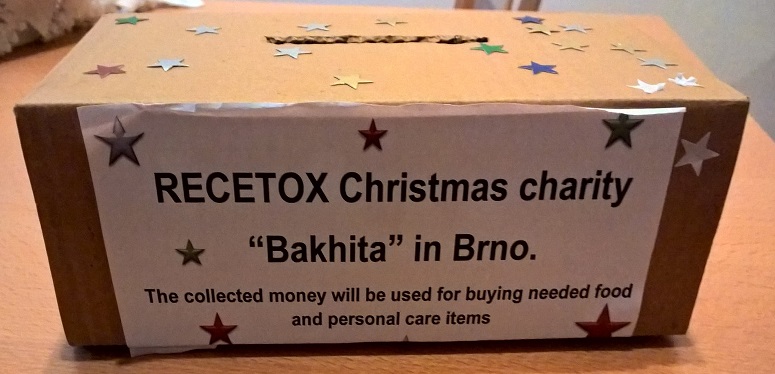 RECETOX Christmas charity
“Bakhita” in Brno.
The collected money will be used for buying needed food
and personal care items